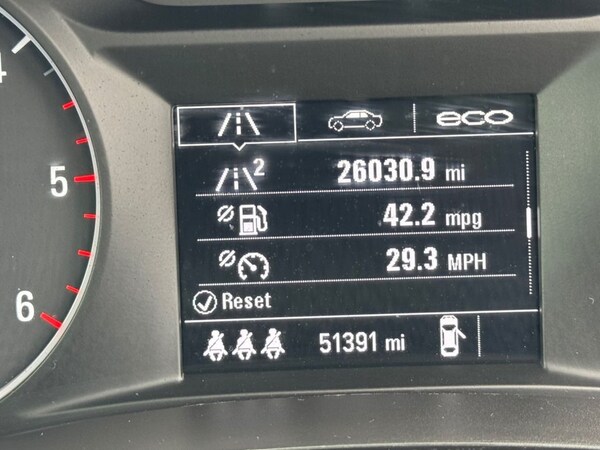 4
5
6
eco
2 26030.9 mi
42.2 mpg
29.3 MPH
Reset
51391 mi